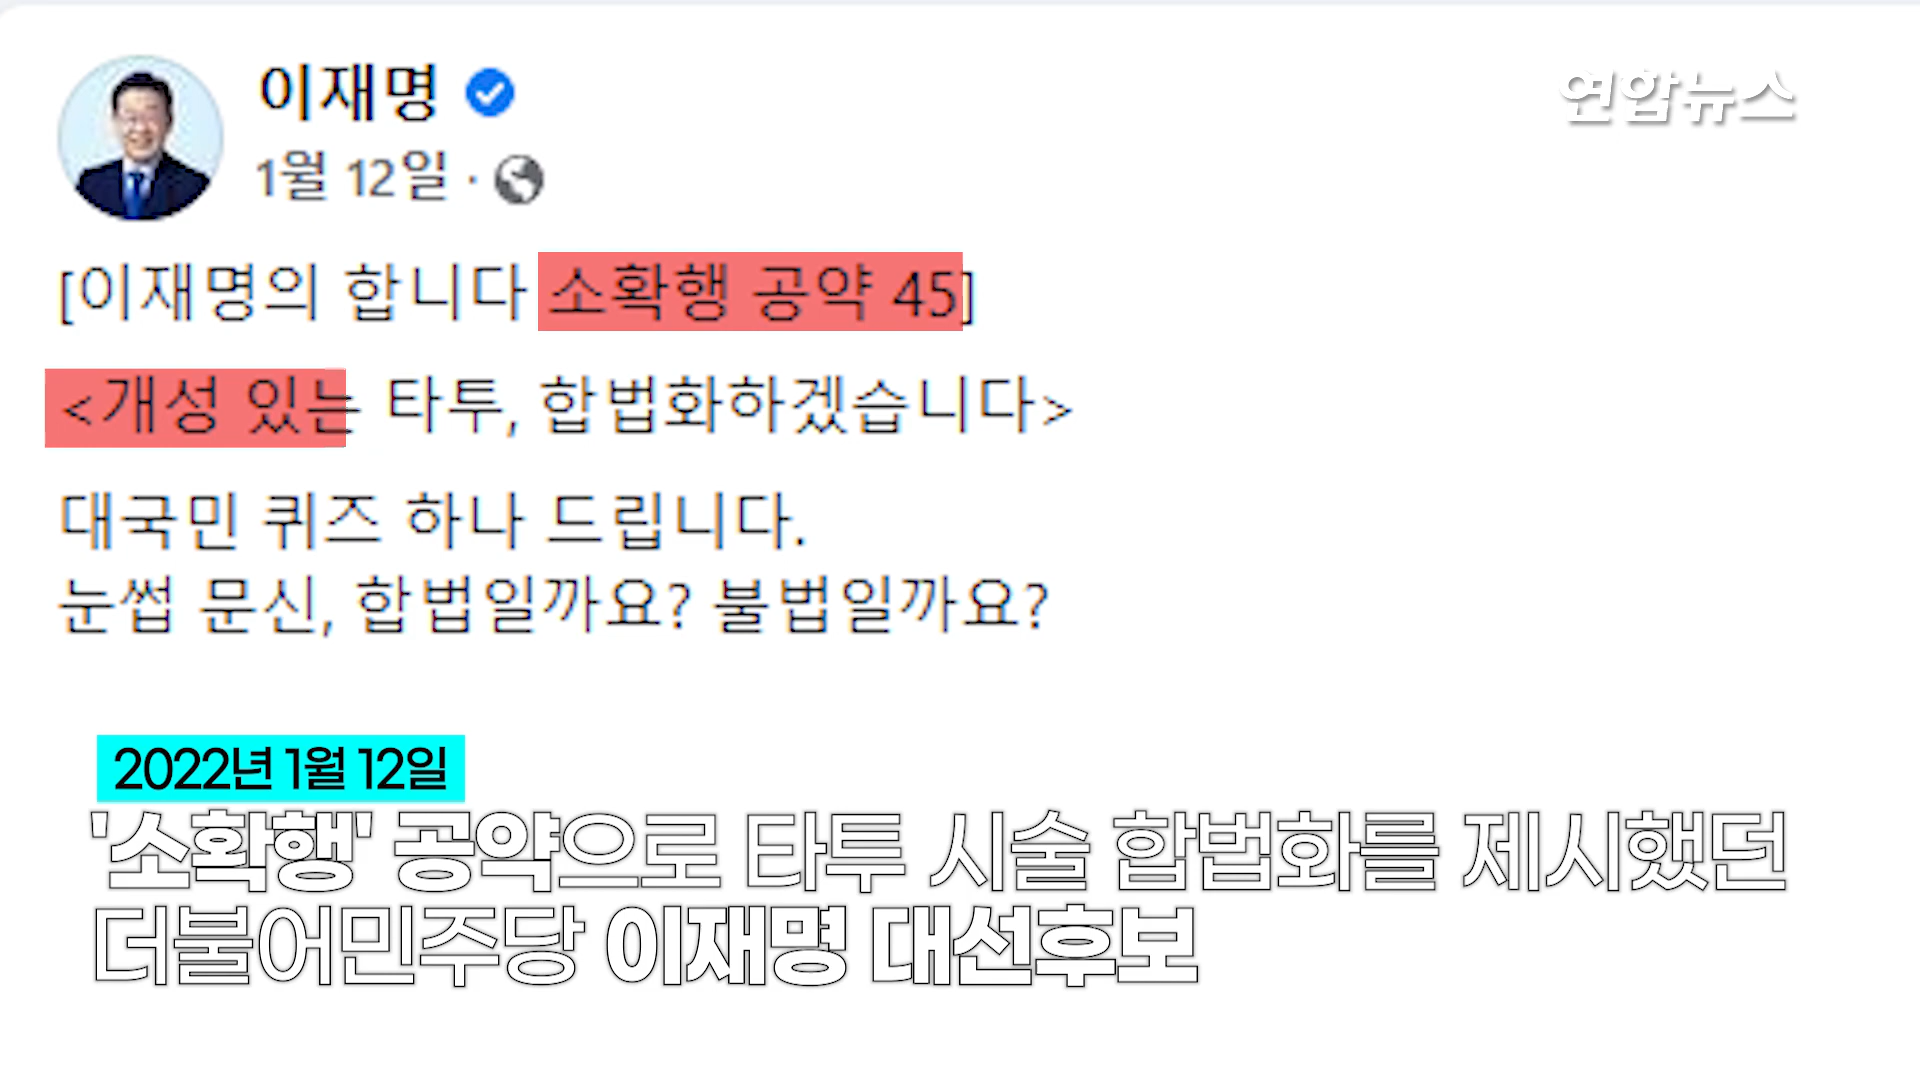 이재명
연합뉴스
1월 12일 ·
[이재명의 합니다 소확행 공약 45]
<개성 있는 타투, 합법화하겠습니다>
대국민 퀴즈 하나 드립니다.
눈썹 문신, 합법일까요? 불법일까요?
2022년 1월 12일
'소확행' 공약으로 타투 시술 합법화를 제시했던
더불어민주당 이재명 대선후보